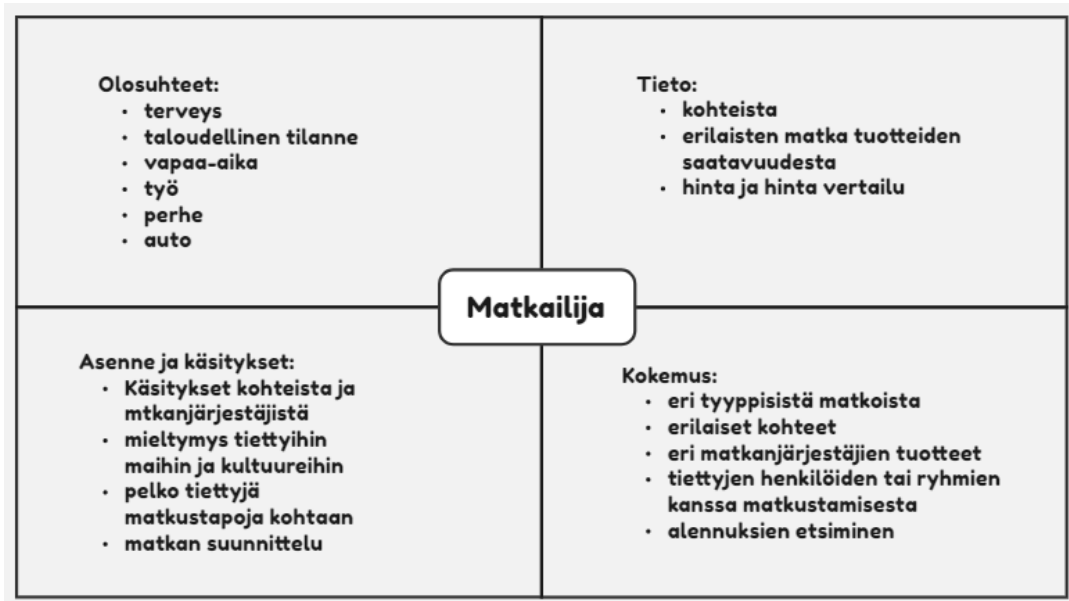 Olosuhteet:
• terveys
• taloudellinen tilanne
• vapaa-aika
• työ
• perhe
• auto
Tieto:
• kohteista
• erilaisten matka tuotteiden
saatavuudesta
• hinta ja hinta vertailu
Matkailija
Asenne ja käsitykset:
• Käsitykset kohteista ja
mtkanjärjestäjistä
• mieltymys tiettyihin
maihin ja kultuureihin
• pelko tiettyjä
matkustapoja kohtaan
• matkan suunnittelu
Kokemus:
• eri tyyppisistä matkoista
• erilaiset kohteet
• eri matkanjärjestäjien tuotteet
• tiettyjen henkilöiden tai ryhmien
kanssa matkustamisesta
• alennuksien etsiminen